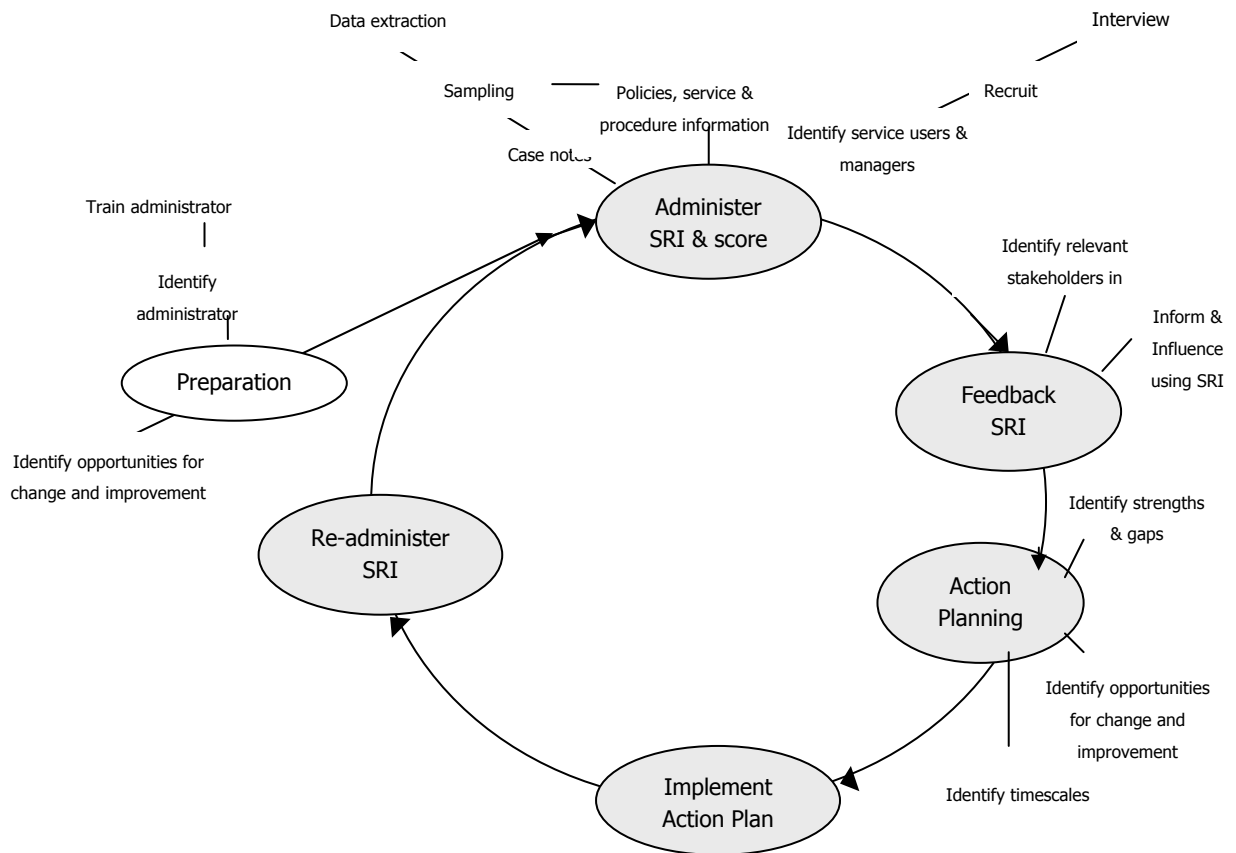 Data extraction
Interview
Sampling
Policies, service &
procedure information
Recruit
Identify service users &
managers
Case notes
Administer
SRI & score
Train administrator
Identify
administrator
Preparation
Identify opportunities for
change and improvement
Identify relevant
stakeholders in
Inform &
Influence
using SRI
Feedback
SRI
Re-administer
SRI
Identify strengths
& gaps
Action
Planning
Identify opportunities
for change and
improvement
Identify timescales
Implement
Action Plan